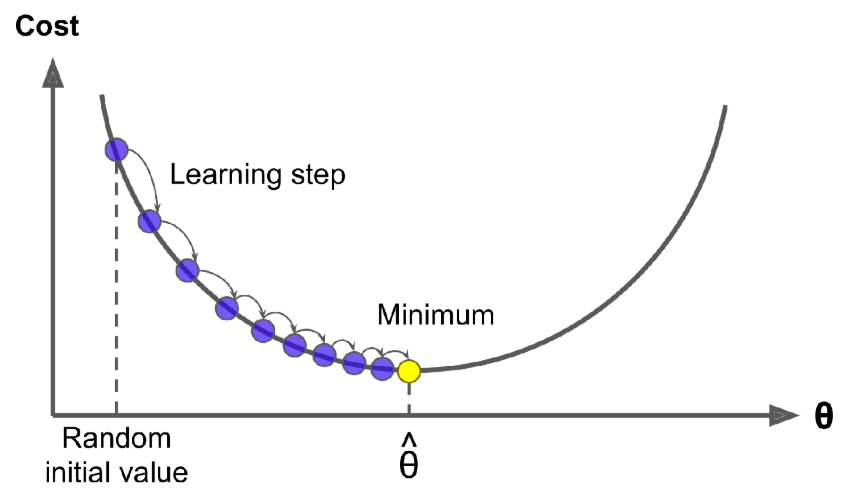 Cost
Learning step
Minimum
θ
Random
initial value
θ̂